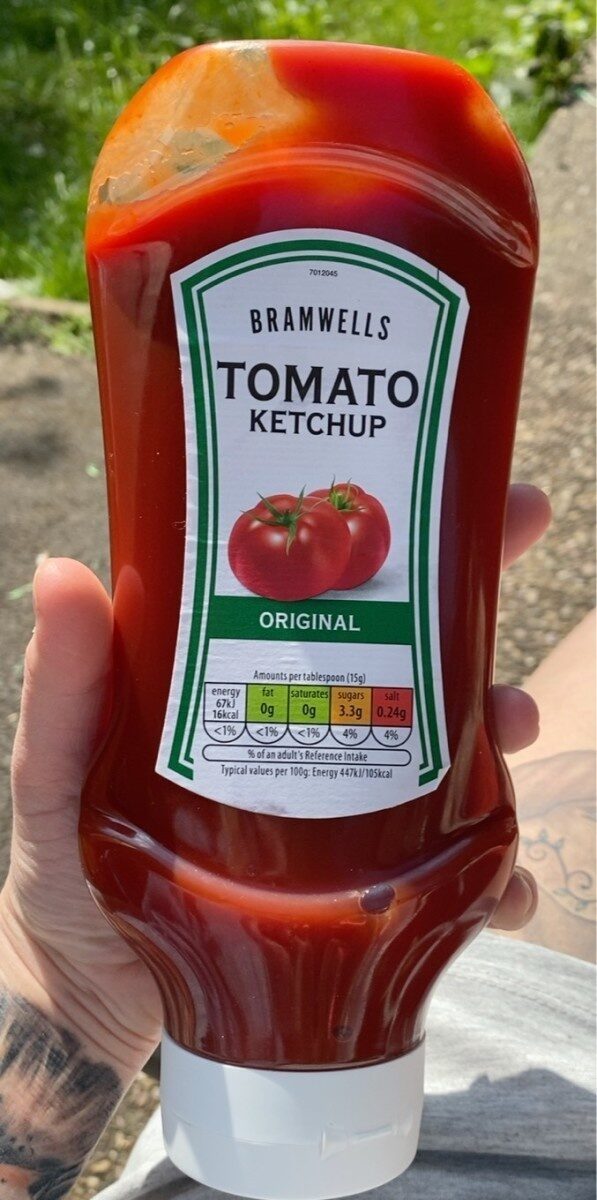 7012045
BRAMWELLS
TOMATO
KETCHUP
ORIGINAL
Amounts per tablespoon (15g)
energy fat saturates sugars salt
67kJ 0g 0g 3.3g 0.24g
16kcal
<1% <1% <1% 4% 4%
% of an adult's Reference Intake
Typical values per 100g: Energy 447kJ/105kcal